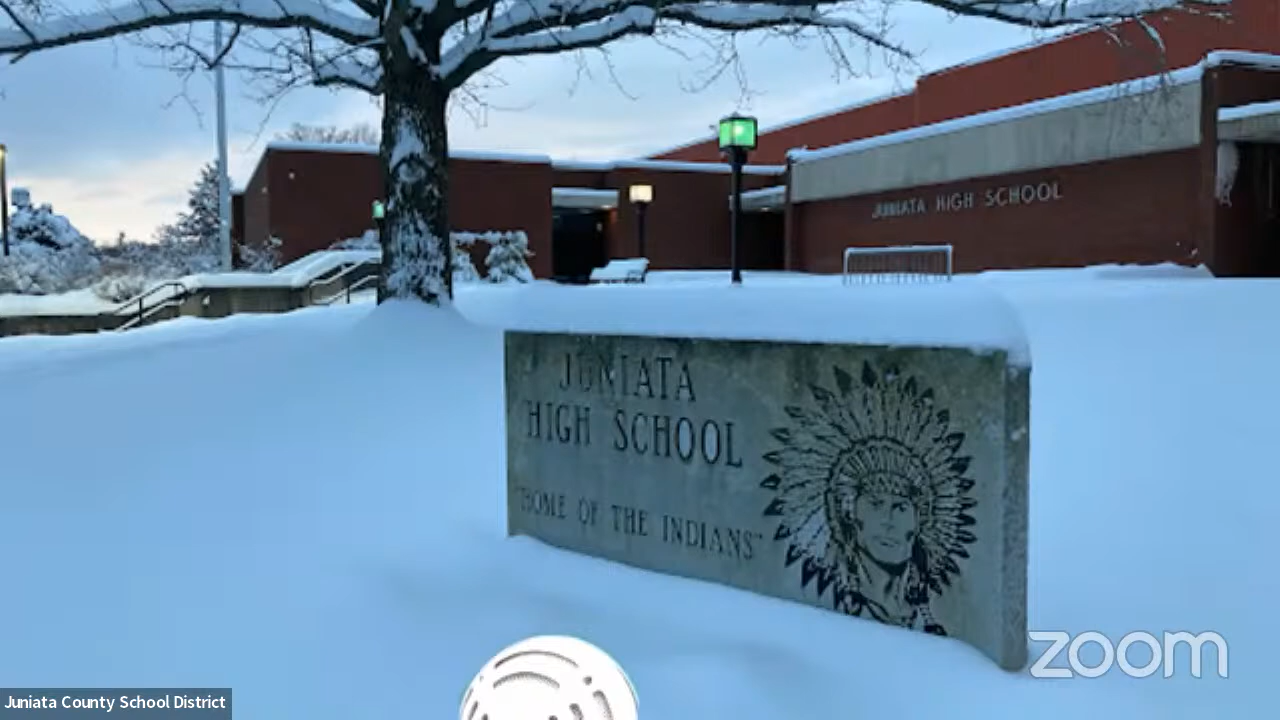 JUNIATA HIGH SCHOOL
JUNIATA
HIGH SCHOOL
"HOME OF THE INDIANS"
zoom
Juniata County School District